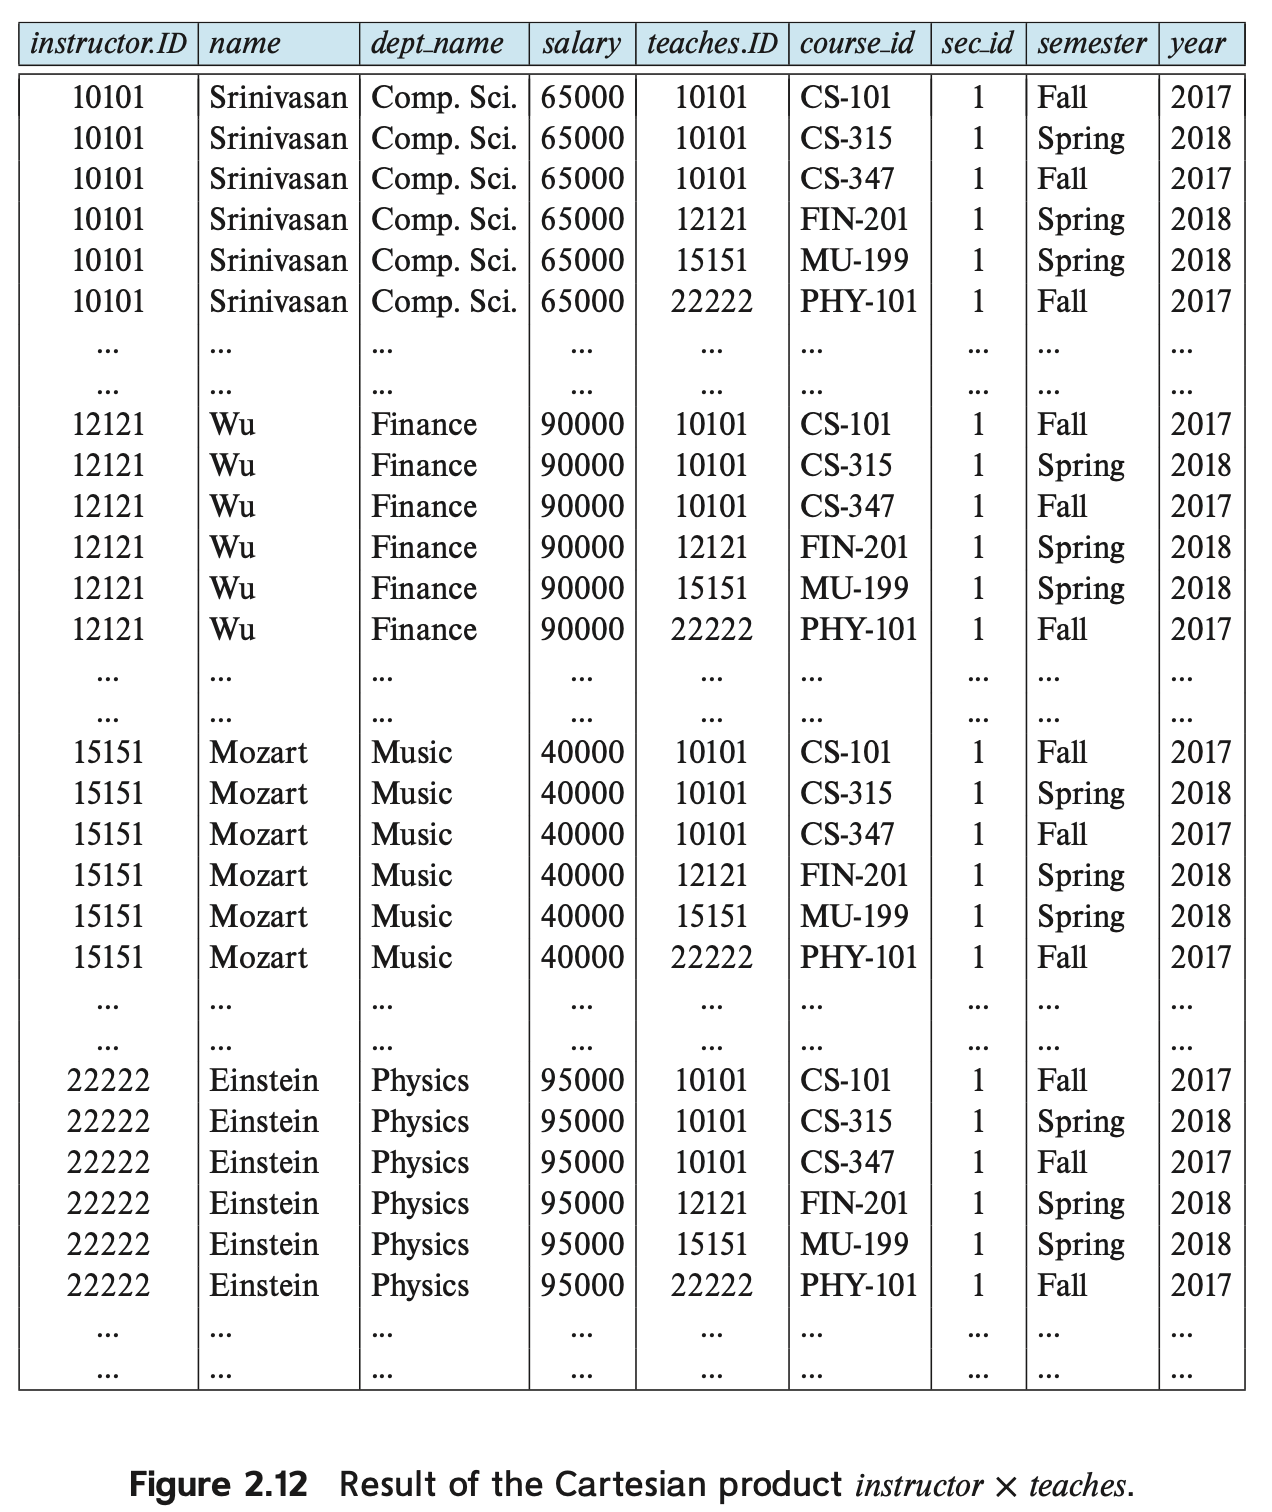 instructor.ID name dept_name salary teaches.ID course_id sec_id semester year
10101 Srinivasan Comp. Sci. 65000 10101 CS-101 1 Fall 2017
10101 Srinivasan Comp. Sci. 65000 10101 CS-315 1 Spring 2018
10101 Srinivasan Comp. Sci. 65000 10101 CS-347 1 Fall 2017
10101 Srinivasan Comp. Sci. 65000 12121 FIN-201 1 Spring 2018
10101 Srinivasan Comp. Sci. 65000 15151 MU-199 1 Spring 2018
10101 Srinivasan Comp. Sci. 65000 22222 PHY-101 1 Fall 2017
... ... ... ... ... ... ... ... ...
... ... ... ... ... ... ... ... ...
12121 Wu Finance 90000 10101 CS-101 1 Fall 2017
12121 Wu Finance 90000 10101 CS-315 1 Spring 2018
12121 Wu Finance 90000 10101 CS-347 1 Fall 2017
12121 Wu Finance 90000 12121 FIN-201 1 Spring 2018
12121 Wu Finance 90000 15151 MU-199 1 Spring 2018
12121 Wu Finance 90000 22222 PHY-101 1 Fall 2017
... ... ... ... ... ... ... ... ...
... ... ... ... ... ... ... ... ...
15151 Mozart Music 40000 10101 CS-101 1 Fall 2017
15151 Mozart Music 40000 10101 CS-315 1 Spring 2018
15151 Mozart Music 40000 10101 CS-347 1 Fall 2017
15151 Mozart Music 40000 12121 FIN-201 1 Spring 2018
15151 Mozart Music 40000 15151 MU-199 1 Spring 2018
15151 Mozart Music 40000 22222 PHY-101 1 Fall 2017
... ... ... ... ... ... ... ... ...
... ... ... ... ... ... ... ... ...
22222 Einstein Physics 95000 10101 CS-101 1 Fall 2017
22222 Einstein Physics 95000 10101 CS-315 1 Spring 2018
22222 Einstein Physics 95000 10101 CS-347 1 Fall 2017
22222 Einstein Physics 95000 12121 FIN-201 1 Spring 2018
22222 Einstein Physics 95000 15151 MU-199 1 Spring 2018
22222 Einstein Physics 95000 22222 PHY-101 1 Fall 2017
... ... ... ... ... ... ... ... ...
... ... ... ... ... ... ... ... ...
Figure 2.12 Result of the Cartesian product instructor × teaches.